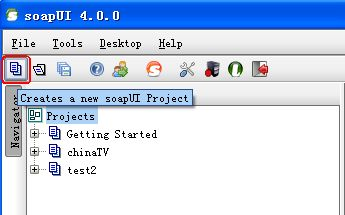 soapUI 4.0.0
File Tools Desktop Help
Creates a new soapUI Project
Navigator
Projects
Getting Started
chinaTV
test2